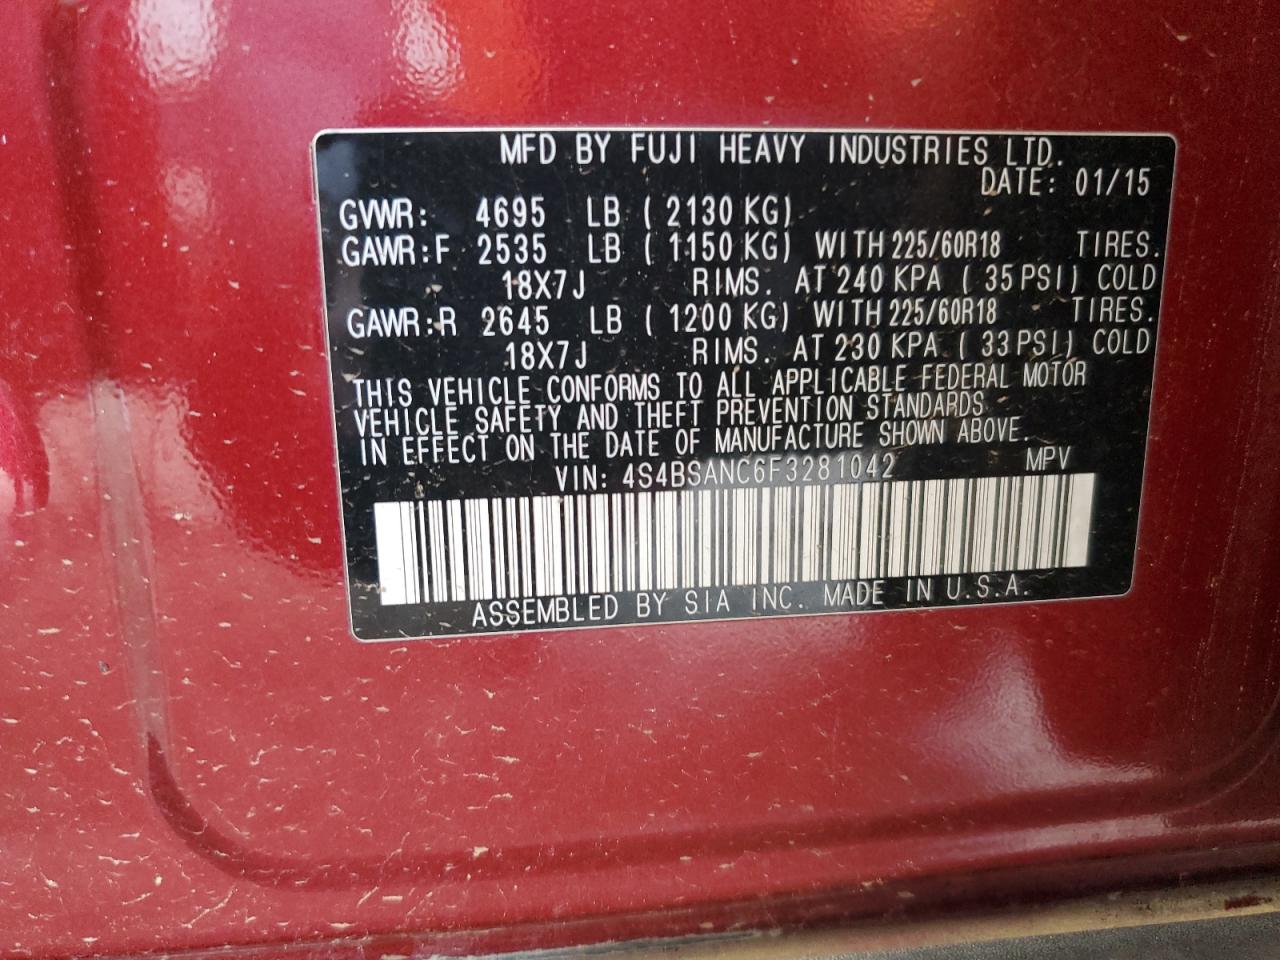 MFD BY FUJI HEAVY INDUSTRIES LTD.
DATE: 01/15
GVWR: 4695 LB ( 2130 KG)
GAWR:F 2535 LB ( 1150 KG) WITH 225/60R18 TIRES.
18X7J RIMS. AT 240 KPA ( 35 PSI) COLD
GAWR:R 2645 LB ( 1200 KG) WITH 225/60R18 TIRES.
18X7J RIMS. AT 230 KPA ( 33 PSI) COLD
THIS VEHICLE CONFORMS TO ALL APPLICABLE FEDERAL MOTOR
VEHICLE SAFETY AND THEFT PREVENTION STANDARDS
IN EFFECT ON THE DATE OF MANUFACTURE SHOWN ABOVE.
VIN: 4S4BSANC6F3281042 MPV
ASSEMBLED BY SIA INC. MADE IN U.S.A.